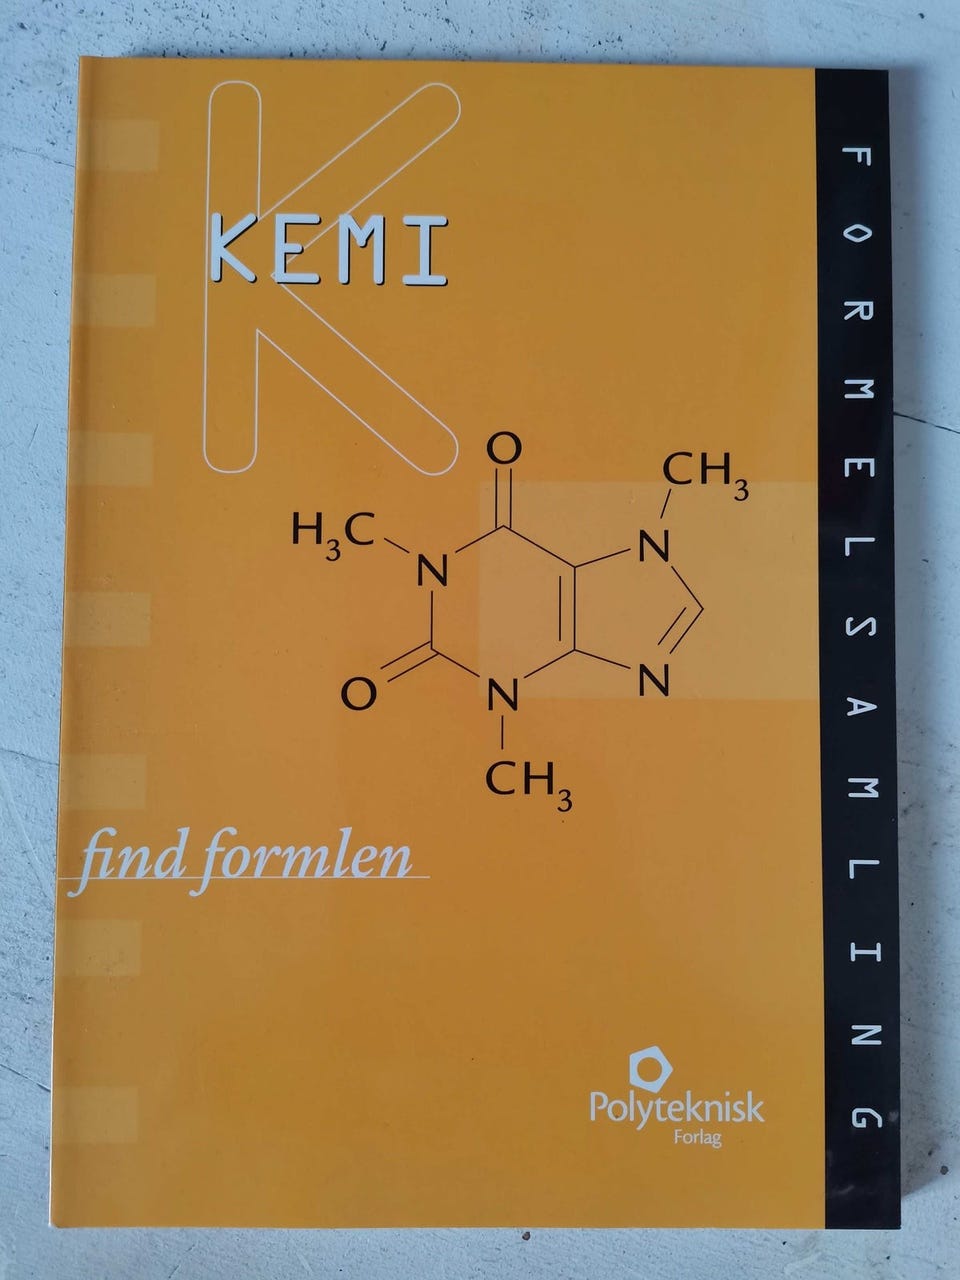 K
KEMI
O
CH3
H3C
N
N
O
N
N
CH3
find formlen
Polyteknisk
Forlag
FORMELSAMLING